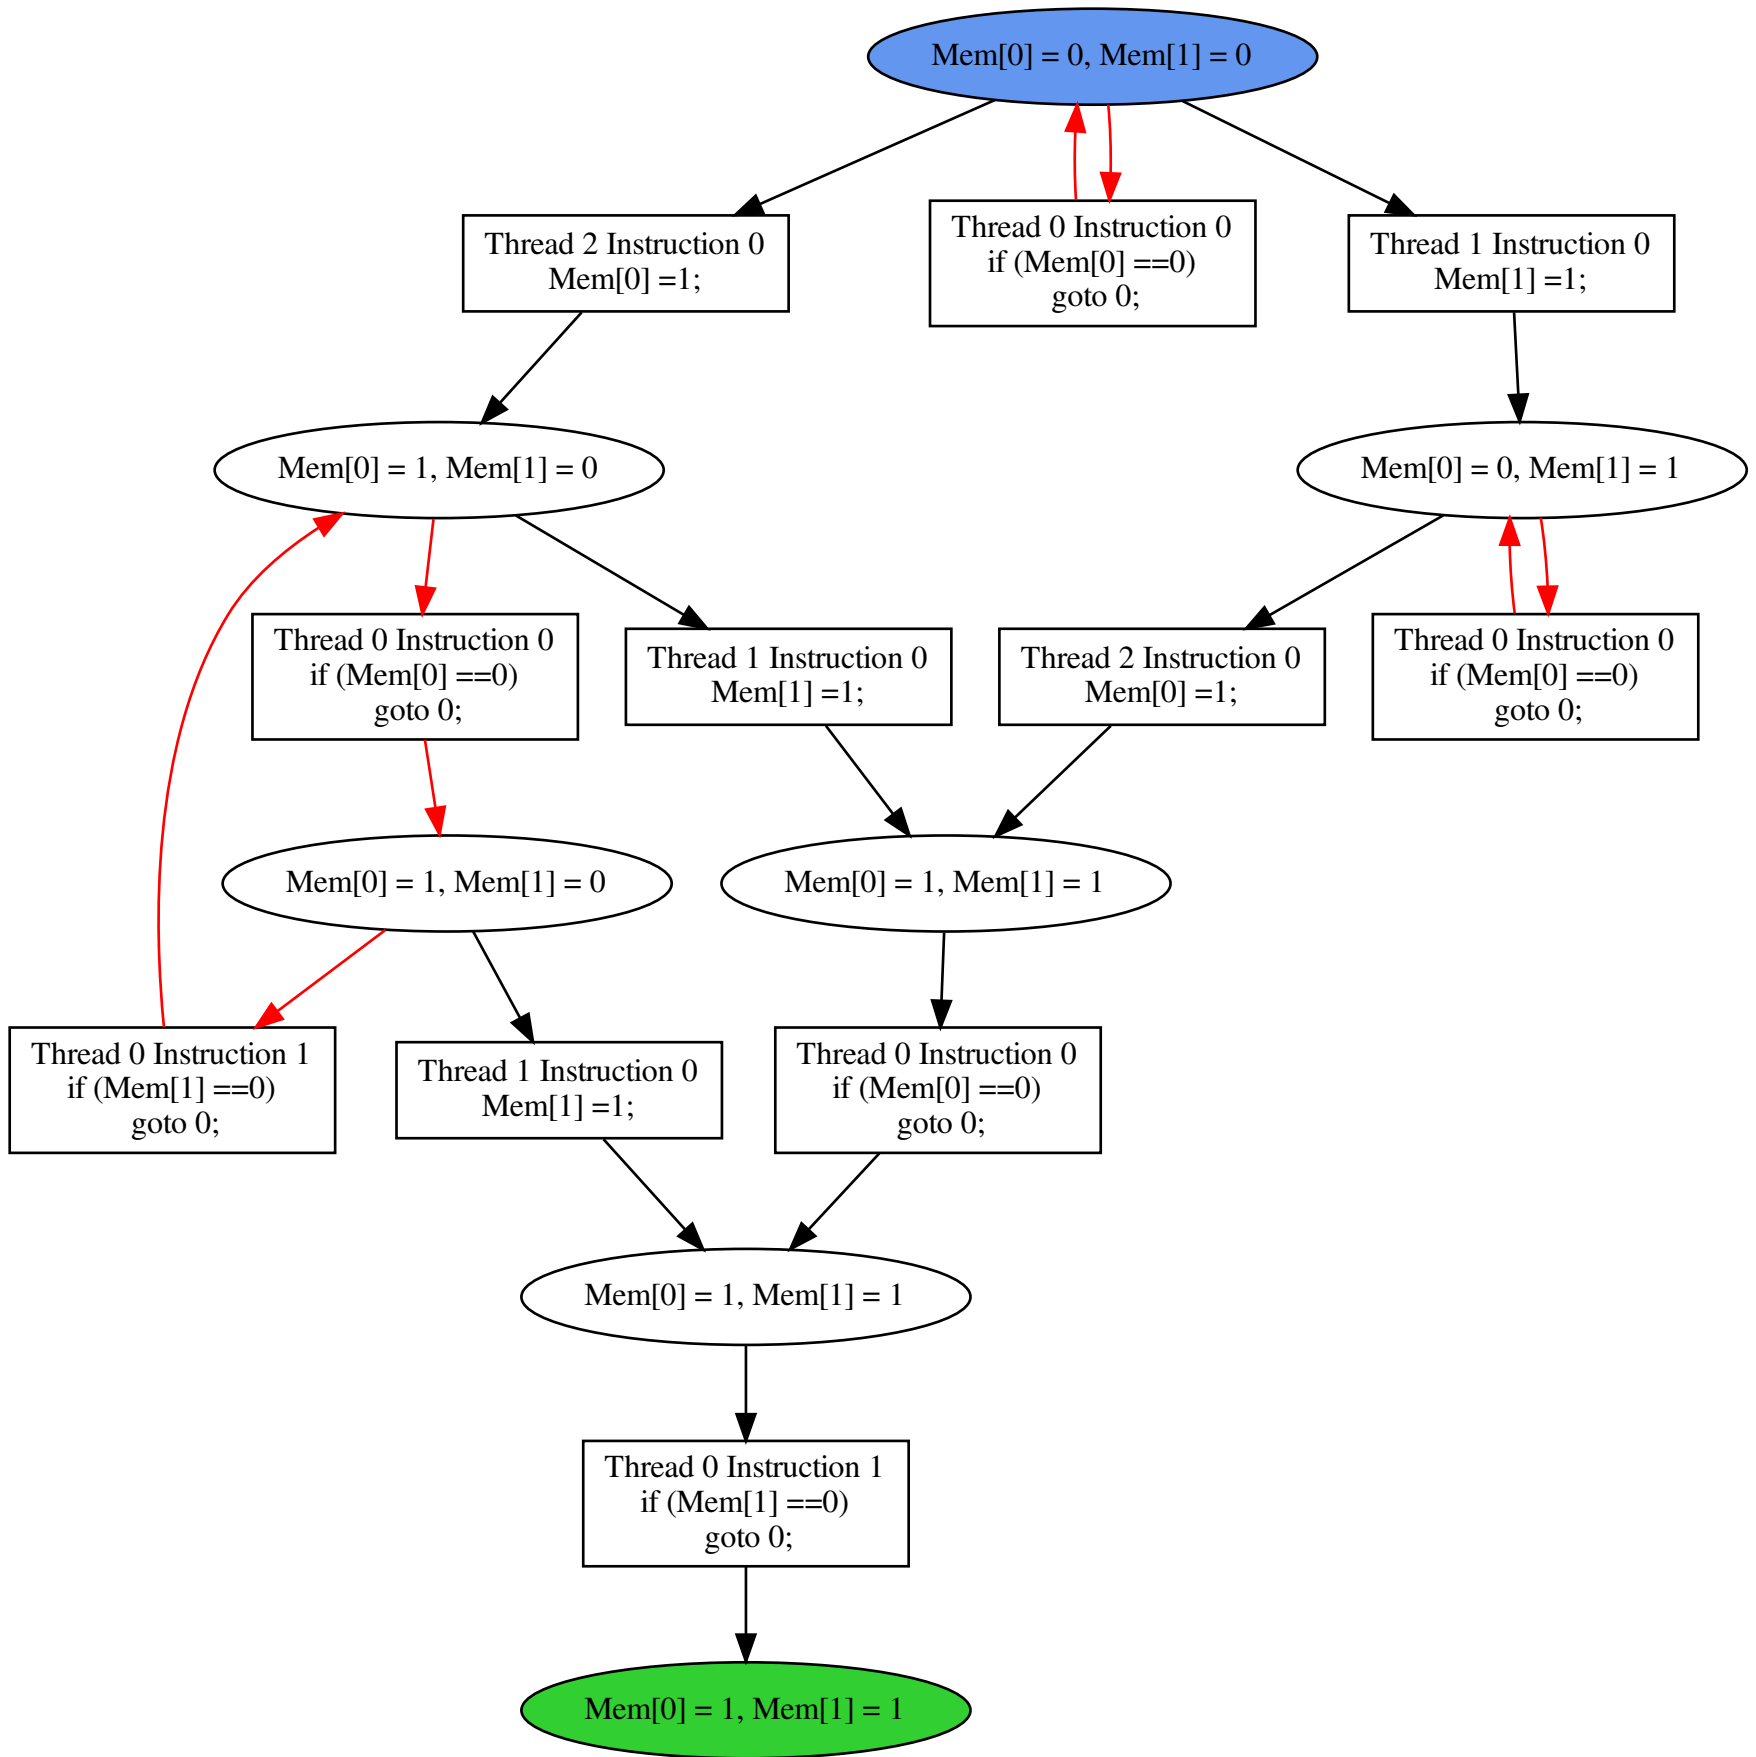 Mem[0] = 0, Mem[1] = 0
Thread 2 Instruction 0
Mem[0] =1;
Thread 0 Instruction 0
if (Mem[0] ==0)
goto 0;
Thread 1 Instruction 0
Mem[1] =1;
Mem[0] = 1, Mem[1] = 0
Mem[0] = 0, Mem[1] = 1
Thread 0 Instruction 0
if (Mem[0] ==0)
goto 0;
Thread 1 Instruction 0
Mem[1] =1;
Thread 2 Instruction 0
Mem[0] =1;
Thread 0 Instruction 0
if (Mem[0] ==0)
goto 0;
Mem[0] = 1, Mem[1] = 0
Mem[0] = 1, Mem[1] = 1
Thread 0 Instruction 1
if (Mem[1] ==0)
goto 0;
Thread 1 Instruction 0
Mem[1] =1;
Thread 0 Instruction 0
if (Mem[0] ==0)
goto 0;
Mem[0] = 1, Mem[1] = 1
Thread 0 Instruction 1
if (Mem[1] ==0)
goto 0;
Mem[0] = 1, Mem[1] = 1